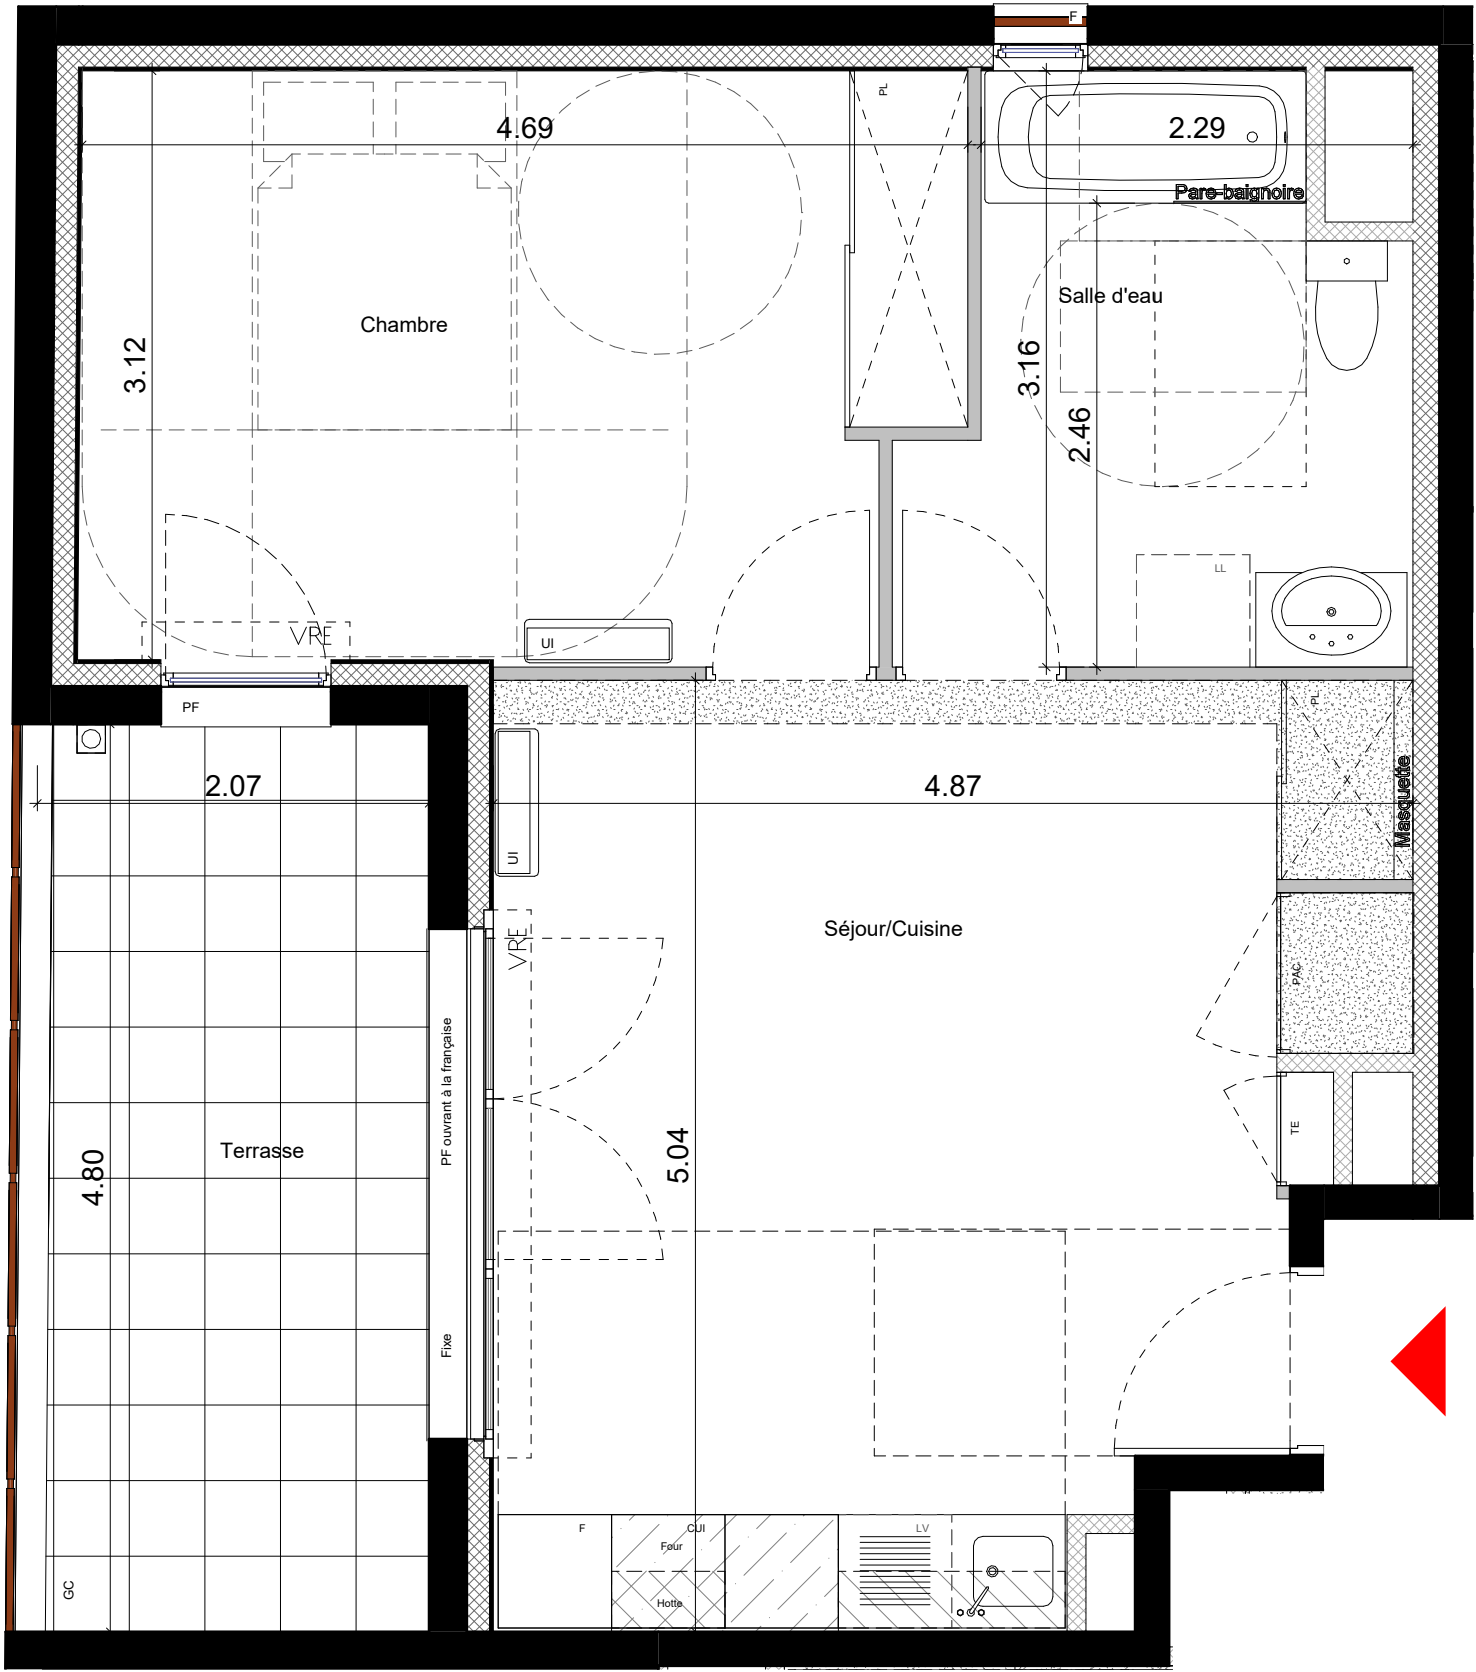 F
PL
4.69
2.29
Pare-baignoire
Salle d'eau
Chambre
3.12
3.16
2.46
LL
VRE
UI
PF
PL
2.07
4.87
Masquette
UI
Séjour/Cuisine
VRE
PAC
PF ouvrant à la française
TE
Terrasse
4.80
5.04
Fixe
F
CUI
LV
Four
GC
Hotte